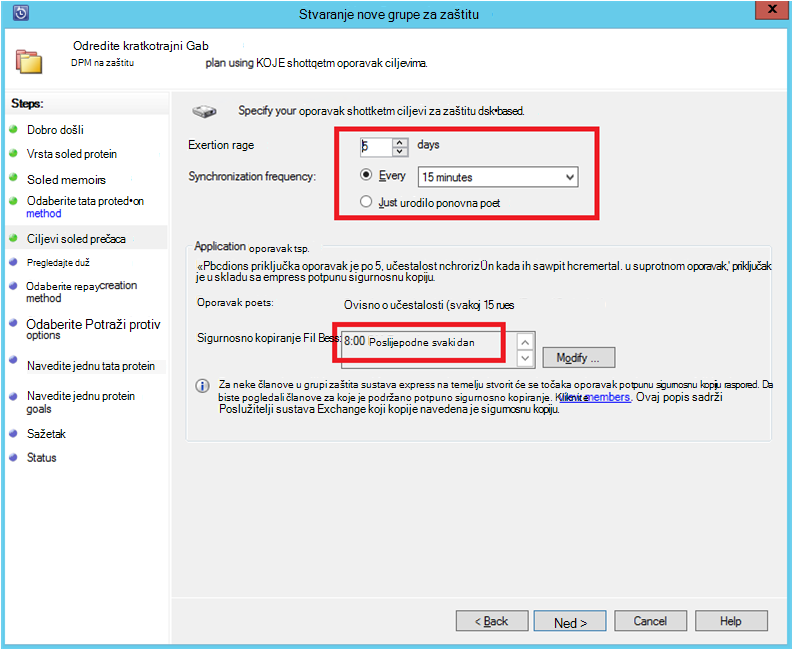 Stvaranje nove grupe za zaštitu
x
Odredite kratkotrajni Gab
DPM na zaštitu plan using KOJE shottqetm oporavak ciljevima.
Steps:
Dobro došli
Vrsta soled protein
Soled memoirs
Odaberite tata proted•on
method
Ciljevi soled prečaca
Pregledajte duž
Odaberite repaycreation
method
Odaberite Potraži protiv
options
Navedite jednu tata protein
Navedite jednu protein
goals
Sažetak
Status
Specify your oporavak shottketm ciljevi za zaštitu dsk•based.
Exertion rage 5 days
Synchronization frequency: Every 15 minutes
Just urodilo ponovna poet
Application oporavak tsp.
«Pbcdions priključka oporavak je po 5, učestalost nchrorizÜn kada ih sawpit hcremertal. u suprotnom oporavak,' priključak
je u skladu sa empress potpunu sigurnosnu kopiju.
Oporavak poets: Ovisno o učestalosti (svakoj 15 rues
Sigurnosno kopiranje Fil Bess: 8:00 Poslijepodne svaki dan
Modify ...
Za neke članove u grupi zaštita sustava express na temelju stvorit će se točaka oporavak potpunu sigurnosnu kopiju raspored. Da
biste pogledali članove za koje je podržano potpuno sigurnosno kopiranje. members. Ovaj popis sadrži
Poslužitelji sustava Exchange koji kopije navedena je sigurnosnu kopiju.
< Back Ned > Cancel Help